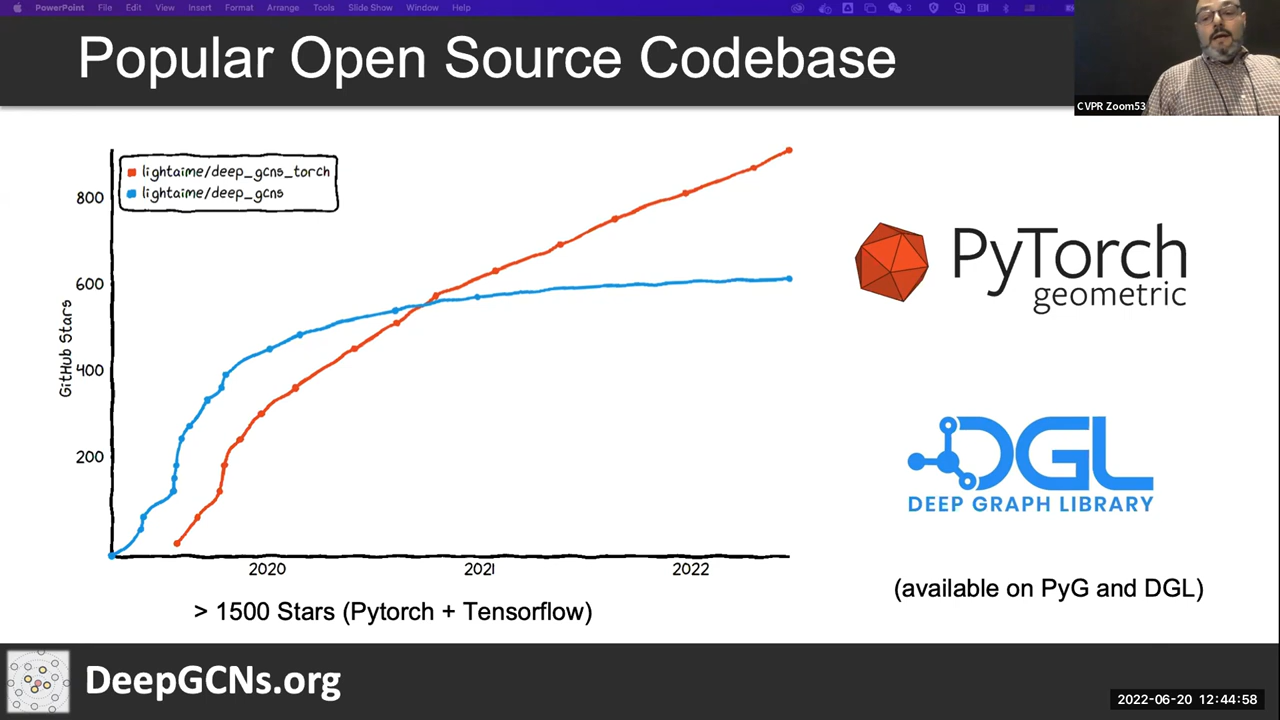 PowerPoint File Edit View Insert Format Arrange Tools Slide Show Window Help
3
Popular Open Source Codebase
CVPR Zoom53
lightaime/deep_gcns_torch
lightaime/deep_gcns
GitHub Stars
800
600
400
200
2020 2021 2022
> 1500 Stars (Pytorch + Tensorflow)
PyTorch
geometric
DGL
DEEP GRAPH LIBRARY
(available on PyG and DGL)
DeepGCNs.org
2022-06-20 12:44:58